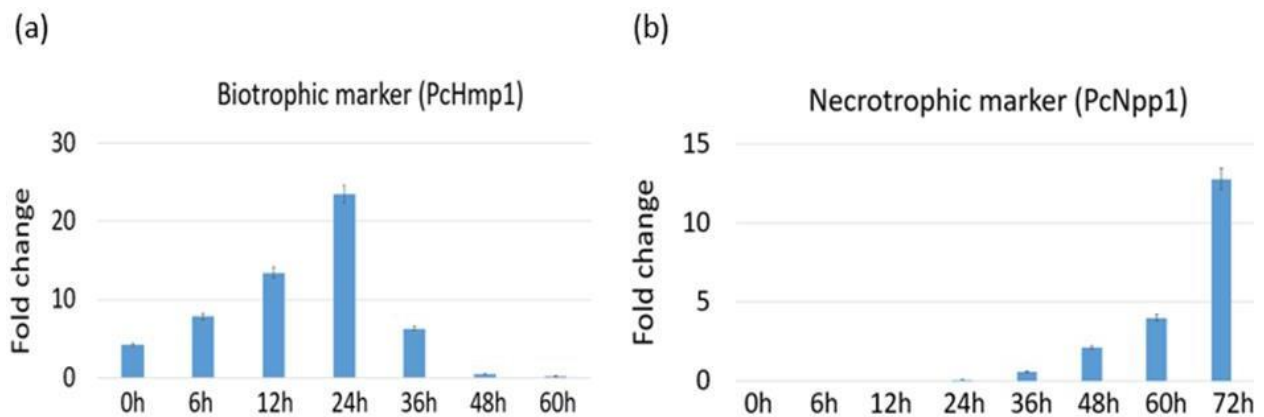 (a)
Biotrophic marker (PcHmp1)
Fold change
30
20
10
0
0h 6h 12h 24h 36h 48h 60h
(b)
Necrotrophic marker (PcNpp1)
Fold change
15
10
5
0
0h 6h 12h 24h 36h 48h 60h 72h